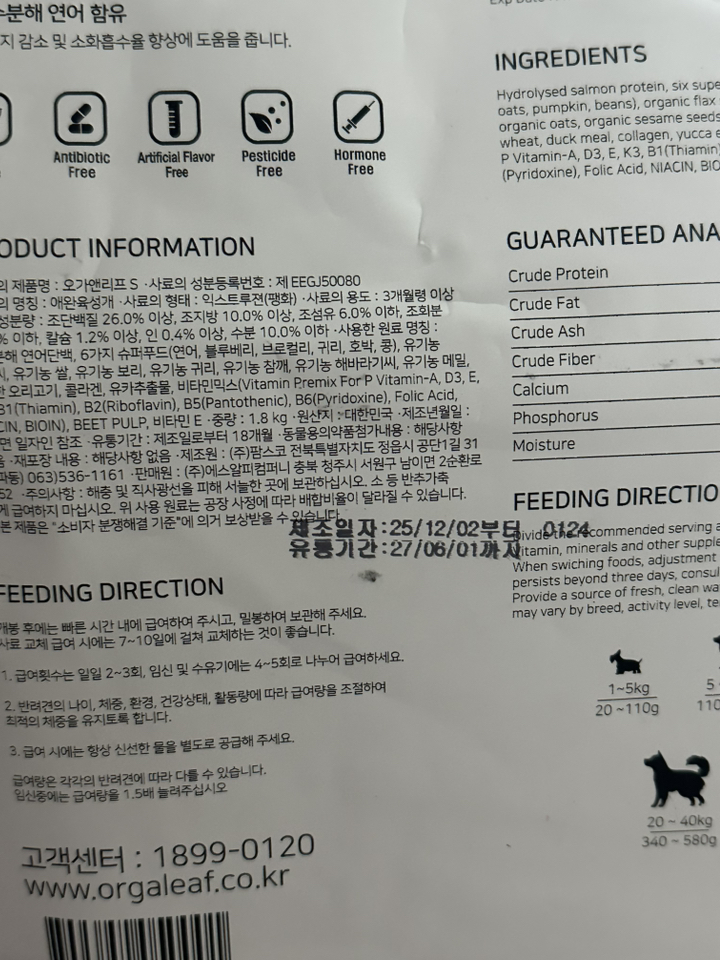 분해 연어 함유
지 감소 및 소화흡수율 향상에 도움을 줍니다.
Antibiotic
Free
Artificial Flavor
Free
Pesticide
Free
Hormone
Free
ODUCT INFORMATION
의 제품명 : 오가앤리프 S ·사료의 성분등록번호 : 제 EEGJ50080
의 명칭 : 애완육성개 ·사료의 형태 : 익스트루젼(팽화) ·사료의 용도 : 3개월령 이상
성분량 : 조단백질 26.0% 이상, 조지방 10.0% 이상, 조섬유 6.0% 이하, 조회분
% 이하, 칼슘 1.2% 이상, 인 0.4% 이상, 수분 10.0% 이하 ·사용한 원료 명칭 :
분해 연어단백, 6가지 슈퍼푸드(연어, 블루베리, 브로컬리, 귀리, 호박, 콩), 유기농
씨, 유기농 쌀, 유기농 보리, 유기농 귀리, 유기농 참깨, 유기농 해바라기씨, 유기농 메밀,
오리고기, 콜라겐, 유카추출물, 비타민믹스(Vitamin Premix For P Vitamin-A, D3, E,
B1(Thiamin), B2(Riboflavin), B5(Pantothenic), B6(Pyridoxine), Folic Acid,
CIN, BIOIN), BEET PULP, 비타민 E ·중량 : 1.8 kg ·원산지 : 대한민국 ·제조년월일 :
면 일자인 참조 ·유통기간 : 제조일로부터 18개월 ·동물용의약품첨가내용 : 해당사항
음 ·재포장 내용 : 해당사항 없음 ·제조원 : (주)팜스코 전북특별자치도 정읍시 공단1길 31
파동) 063)536-1161 ·판매원 : (주)에스알피컴퍼니 충북 청주시 서원구 남이면 2순환로
52 ·주의사항 : 해충 및 직사광선을 피해 서늘한 곳에 보관하십시오. 소 등 반추가축
게 급여하지 마십시오. 위 사용 원료는 공장 사정에 따라 배합비율이 달라질 수 있습니다.
본 제품은 "소비자 분쟁해결 기준"에 의거 보상받을 수 있습니다
제조일자:25/12/02부터 0124
유통기간:27/06/01까지
FEEDING DIRECTION
개봉 후에는 빠른 시간 내에 급여하여 주시고, 밀봉하여 보관해 주세요.
사료 교체 급여 시에는 7~10일에 걸쳐 교체하는 것이 좋습니다.
1. 급여횟수는 일일 2~3회, 임신 및 수유기에는 4~5회로 나누어 급여하세요.
2. 반려견의 나이, 체중, 환경, 건강상태, 활동량에 따라 급여량을 조절하여
최적의 체중을 유지토록 합니다.
3. 급여 시에는 항상 신선한 물을 별도로 공급해 주세요.
급여량은 각각의 반려견에 따라 다를 수 있습니다.
임신중에는 급여량을 1.5배 늘려주십시오
고객센터 : 1899-0120
www.orgaleaf.co.kr
INGREDIENTS
Hydrolysed salmon protein, six supe
oats, pumpkin, beans), organic flax
organic oats, organic sesame seeds
wheat, duck meal, collagen, yucca e
P Vitamin-A, D3, E, K3, B1(Thiamin)
(Pyridoxine), Folic Acid, NIACIN, BIO
GUARANTEED ANA
Crude Protein
Crude Fat
Crude Ash
Crude Fiber
Calcium
Phosphorus
Moisture
FEEDING DIRECTIO
Divide the recommended serving a
vitamin, minerals and other supple
When swiching foods, adjustment
persists beyond three days, consul
Provide a source of fresh, clean wa
may vary by breed, activity level, te
1~5kg
20 ~110g
5
110
20 ~ 40kg
340 ~ 580g